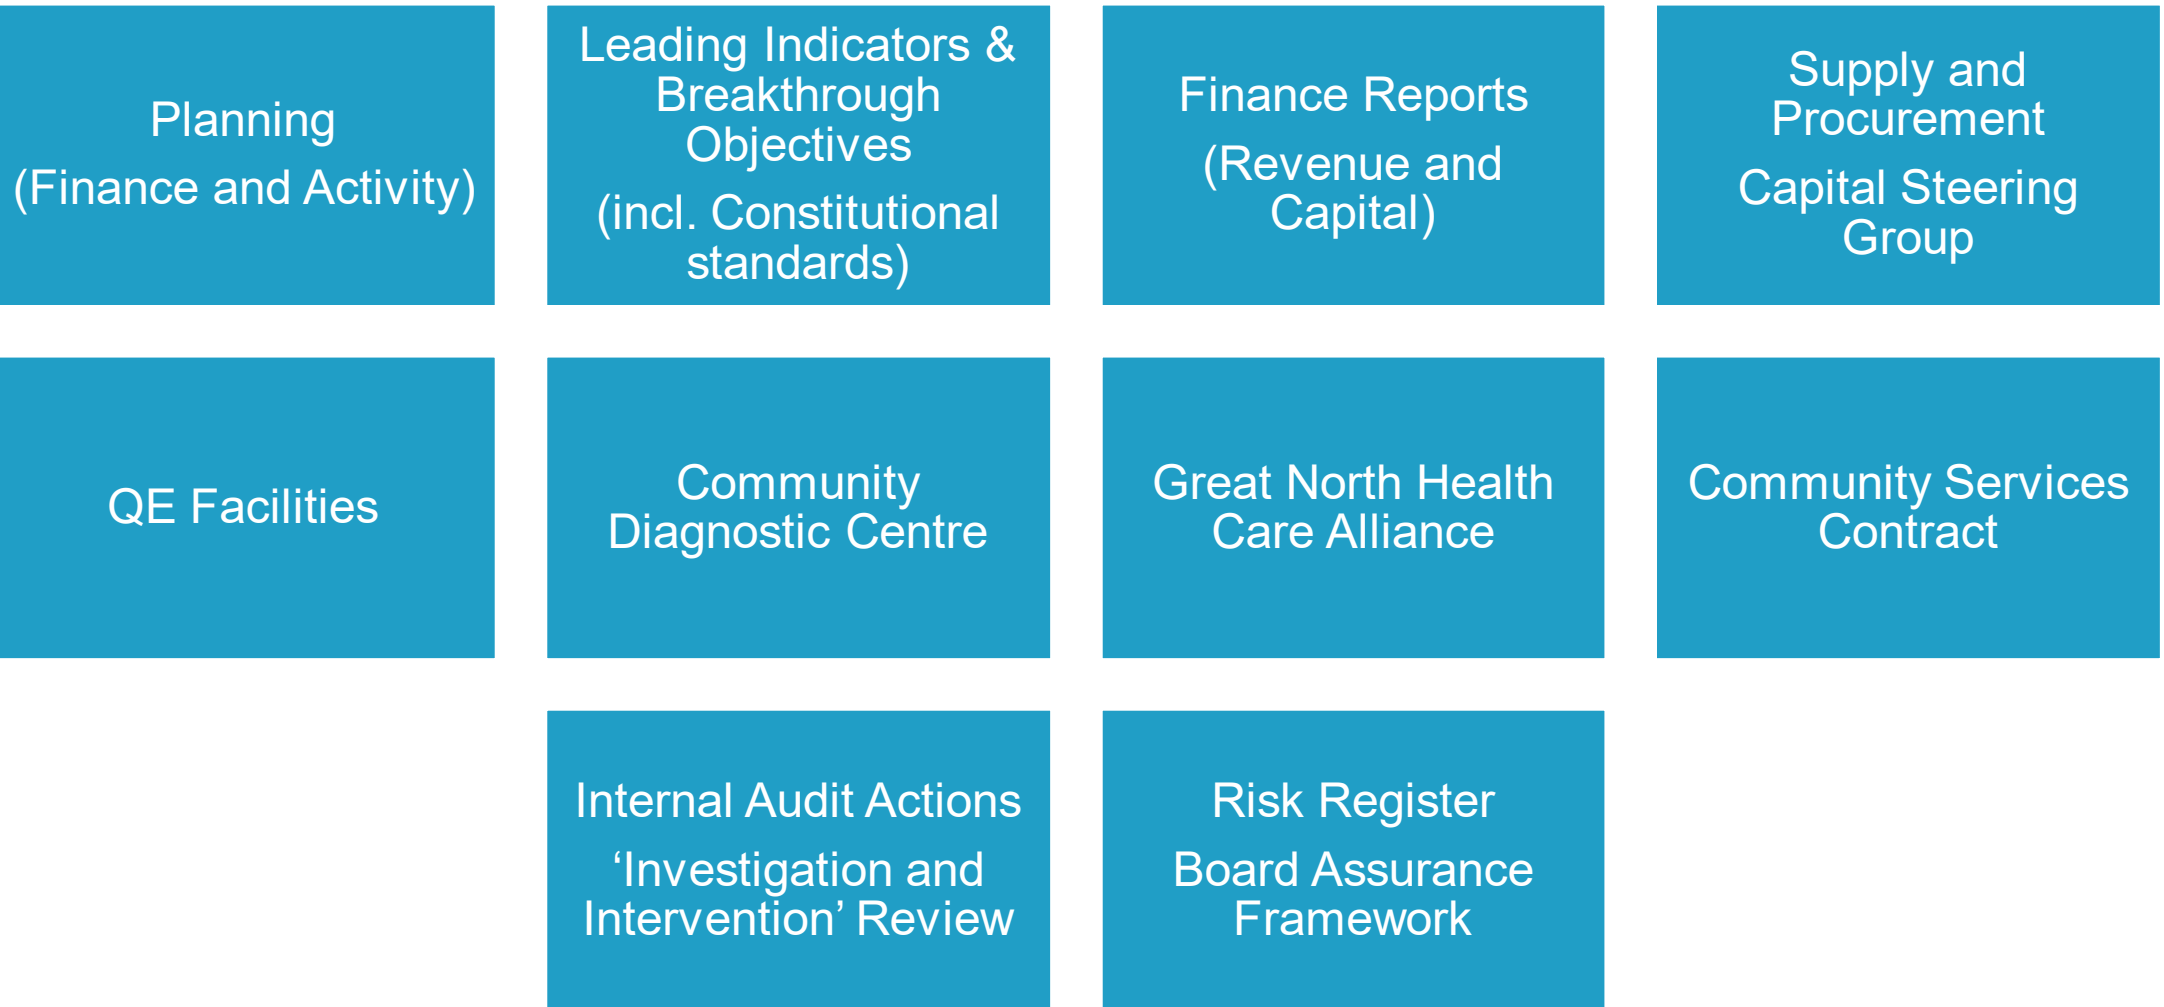 Planning
(Finance and Activity)
Leading Indicators &
Breakthrough
Objectives
(incl. Constitutional
standards)
Finance Reports
(Revenue and
Capital)
Supply and
Procurement
Capital Steering
Group
QE Facilities
Community
Diagnostic Centre
Great North Health
Care Alliance
Community Services
Contract
Internal Audit Actions
‘Investigation and
Intervention’ Review
Risk Register
Board Assurance
Framework